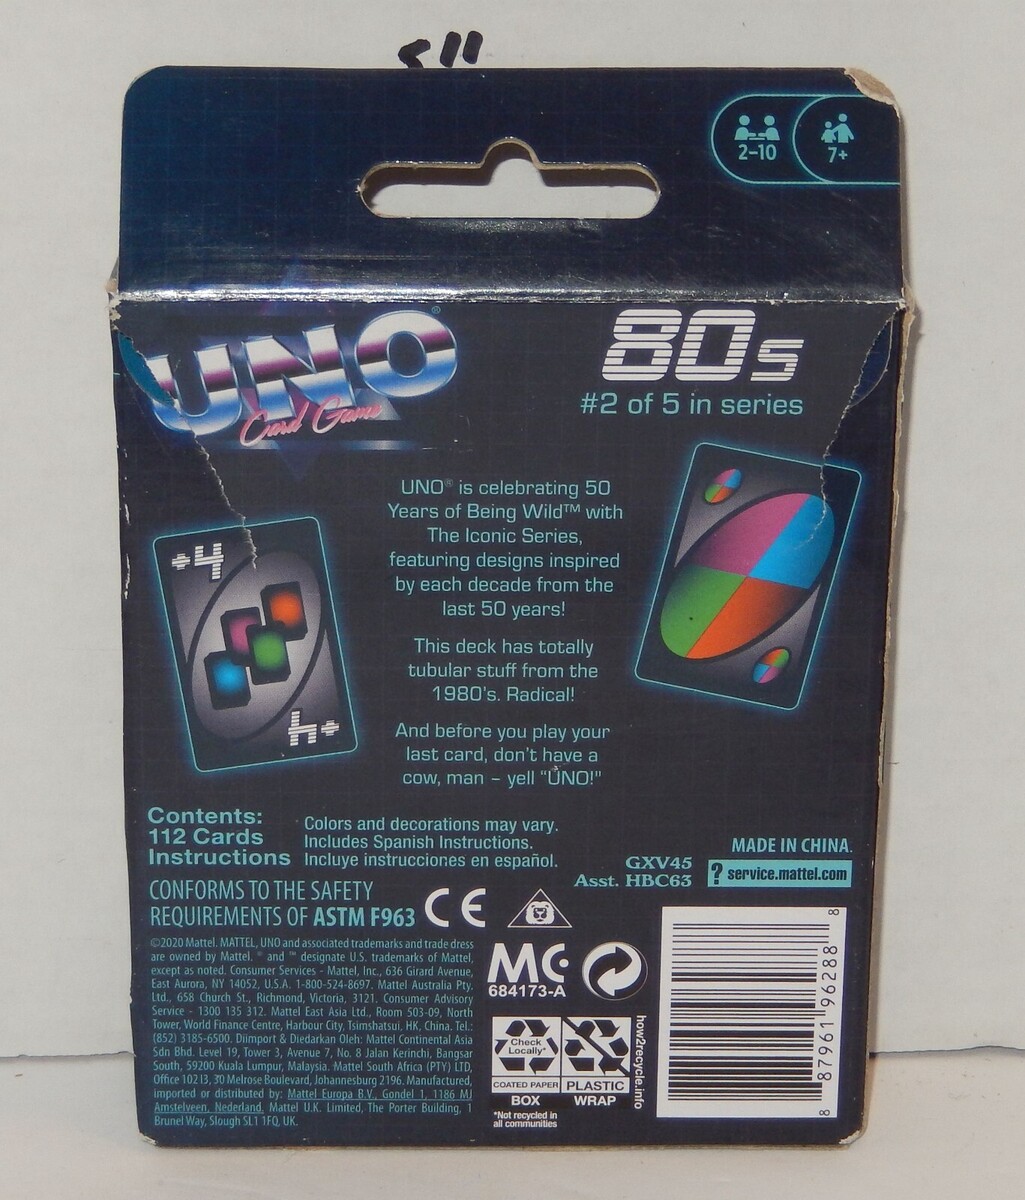 5"
2-10
7+
UNO®
Card Game
80s
#2 of 5 in series
+4
+4
UNO® is celebrating 50
Years of Being Wild™ with
The Iconic Series,
featuring designs inspired
by each decade from the
last 50 years!
This deck has totally
tubular stuff from the
1980's. Radical!
And before you play your
last card, don't have a
cow, man – yell "UNO!"
Contents:
112 Cards
Instructions
Colors and decorations may vary.
Includes Spanish Instructions.
Incluye instrucciones en español.
GXV45
Asst. HBC63
MADE IN CHINA.
? service.mattel.com
CONFORMS TO THE SAFETY
REQUIREMENTS OF ASTM F963
CE
©2020 Mattel. MATTEL, UNO and associated trademarks and trade dress
are owned by Mattel. ® and ™ designate U.S. trademarks of Mattel,
except as noted. Consumer Services - Mattel, Inc., 636 Girard Avenue,
East Aurora, NY 14052, U.S.A. 1-800-524-8697. Mattel Australia Pty.
Ltd., 658 Church St., Richmond, Victoria, 3121. Consumer Advisory
Service - 1300 135 312. Mattel East Asia Ltd., Room 503-09, North
Tower, World Finance Centre, Harbour City, Tsimshatsui, HK, China. Tel.:
(852) 3185-6500. Diimport & Diedarkan Oleh: Mattel Continental Asia
Sdn Bhd. Level 19, Tower 3, Avenue 7, No. 8 Jalan Kerinchi, Bangsar
South, 59200 Kuala Lumpur, Malaysia. Mattel South Africa (PTY) LTD,
Office 10213, 30 Melrose Boulevard, Johannesburg 2196. Manufactured,
imported or distributed by: Mattel Europa B.V., Gondel 1, 1186 MJ
Amstelveen, Nederland. Mattel U.K. Limited, The Porter Building, 1
Brunel Way, Slough SL1 1FQ, UK.
MC
684173-A
Check
Locally*
COATED PAPER
BOX
PLASTIC
WRAP
*Not recycled in
all communities
how2recycle.info
8 87961 96288 8